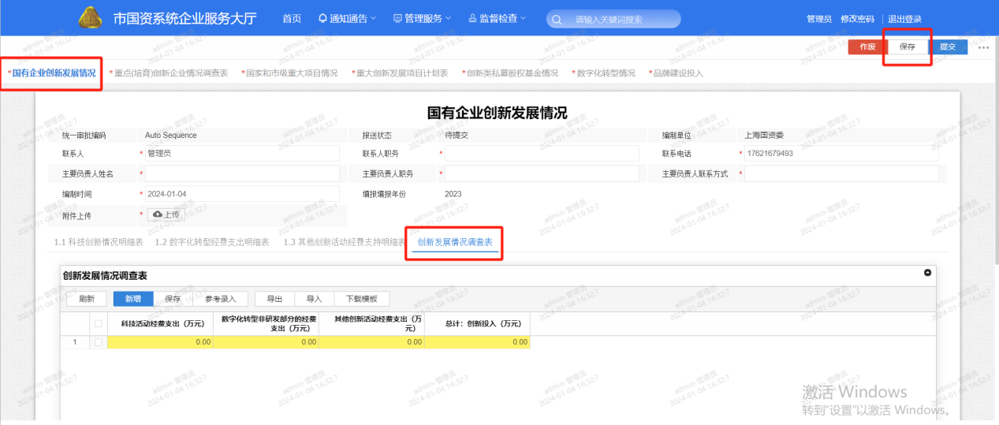 市国资系统企业服务大厅 首页 通知通告 管理服务 监督检查 请输入关键词搜索 管理员 修改密码 退出登录
作废 保存 提交
*国有企业创新发展情况 *重点(培育)创新企业情况调查表 *国家和市级重大项目情况 *重大创新发展项目计划表 *创新类私募股权基金情况 *数字化转型情况 *品牌建设投入
国有企业创新发展情况
统一审批编码 Auto Sequence 报送状态 待提交 编制单位 上海国资委
联系人 * 管理员 联系人职务 * 联系电话 * 17621679493
主要负责人姓名 * 主要负责人职务 * 主要负责人联系方式 *
编制时间 * 2024-01-04 填报填报年份 2023
附件上传 * 上传
1.1 科技创新情况明细表 1.2 数字化转型经费支出明细表 1.3 其他创新活动经费支持明细表 创新发展情况调查表
创新发展情况调查表
刷新 新增 保存 参考录入 导出 导入 下载模板
科技活动经费支出（万元） 数字化转型非研发部分的经费支出（万元） 其他创新活动经费支出（万元） 总计：创新投入（万元）
1 0.00 0.00 0.00 0.00
admin-管理员
2024-01-04 16:32:7
激活 Windows
转到"设置"以激活 Windows。